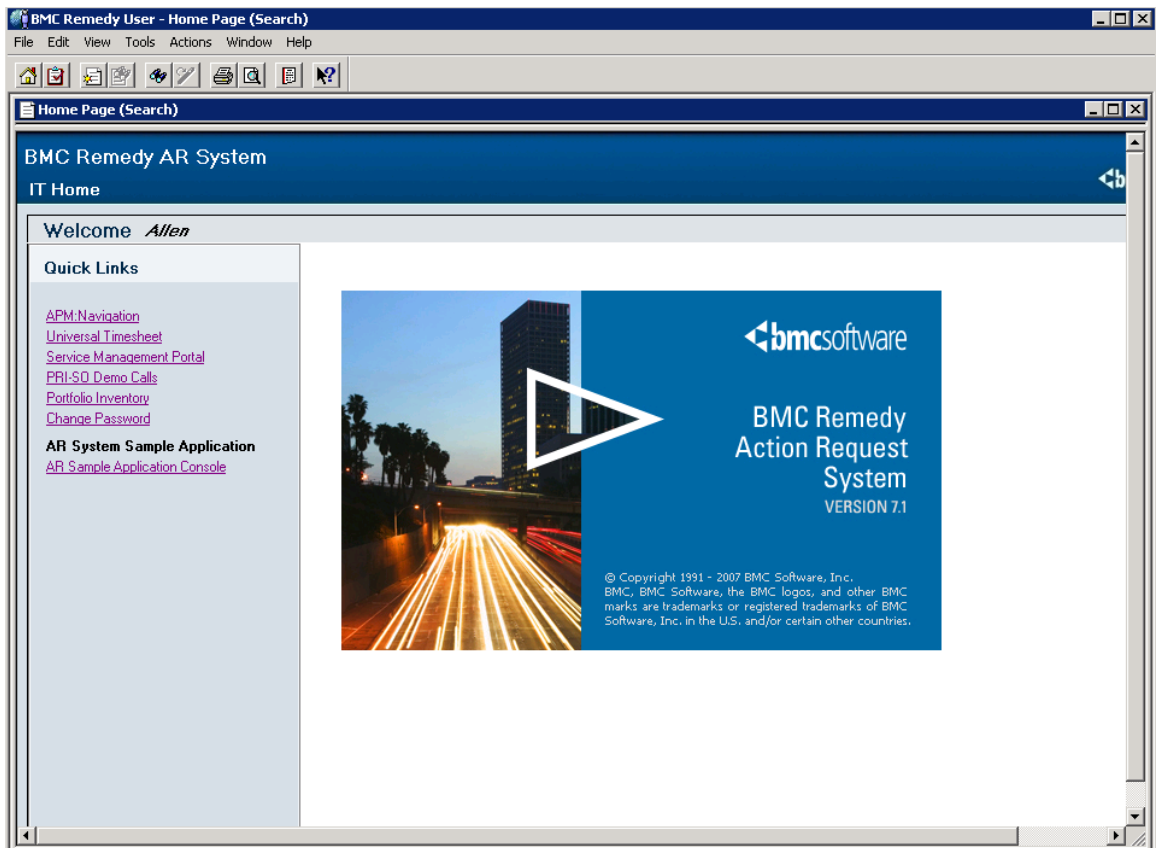 BMC Remedy User - Home Page (Search)
File Edit View Tools Actions Window Help
Home Page (Search)
BMC Remedy AR System
IT Home
b
Welcome Allen
Quick Links
APM:Navigation
Universal Timesheet
Service Management Portal
PRI-SO Demo Calls
Portfolio Inventory
Change Password
AR System Sample Application
AR Sample Application Console
bmcsoftware
BMC Remedy
Action Request
System
VERSION 7.1
© Copyright 1991 - 2007 BMC Software, Inc.
BMC, BMC Software, the BMC logos, and other BMC
marks are trademarks or registered trademarks of BMC
Software, Inc. in the U.S. and/or certain other countries.